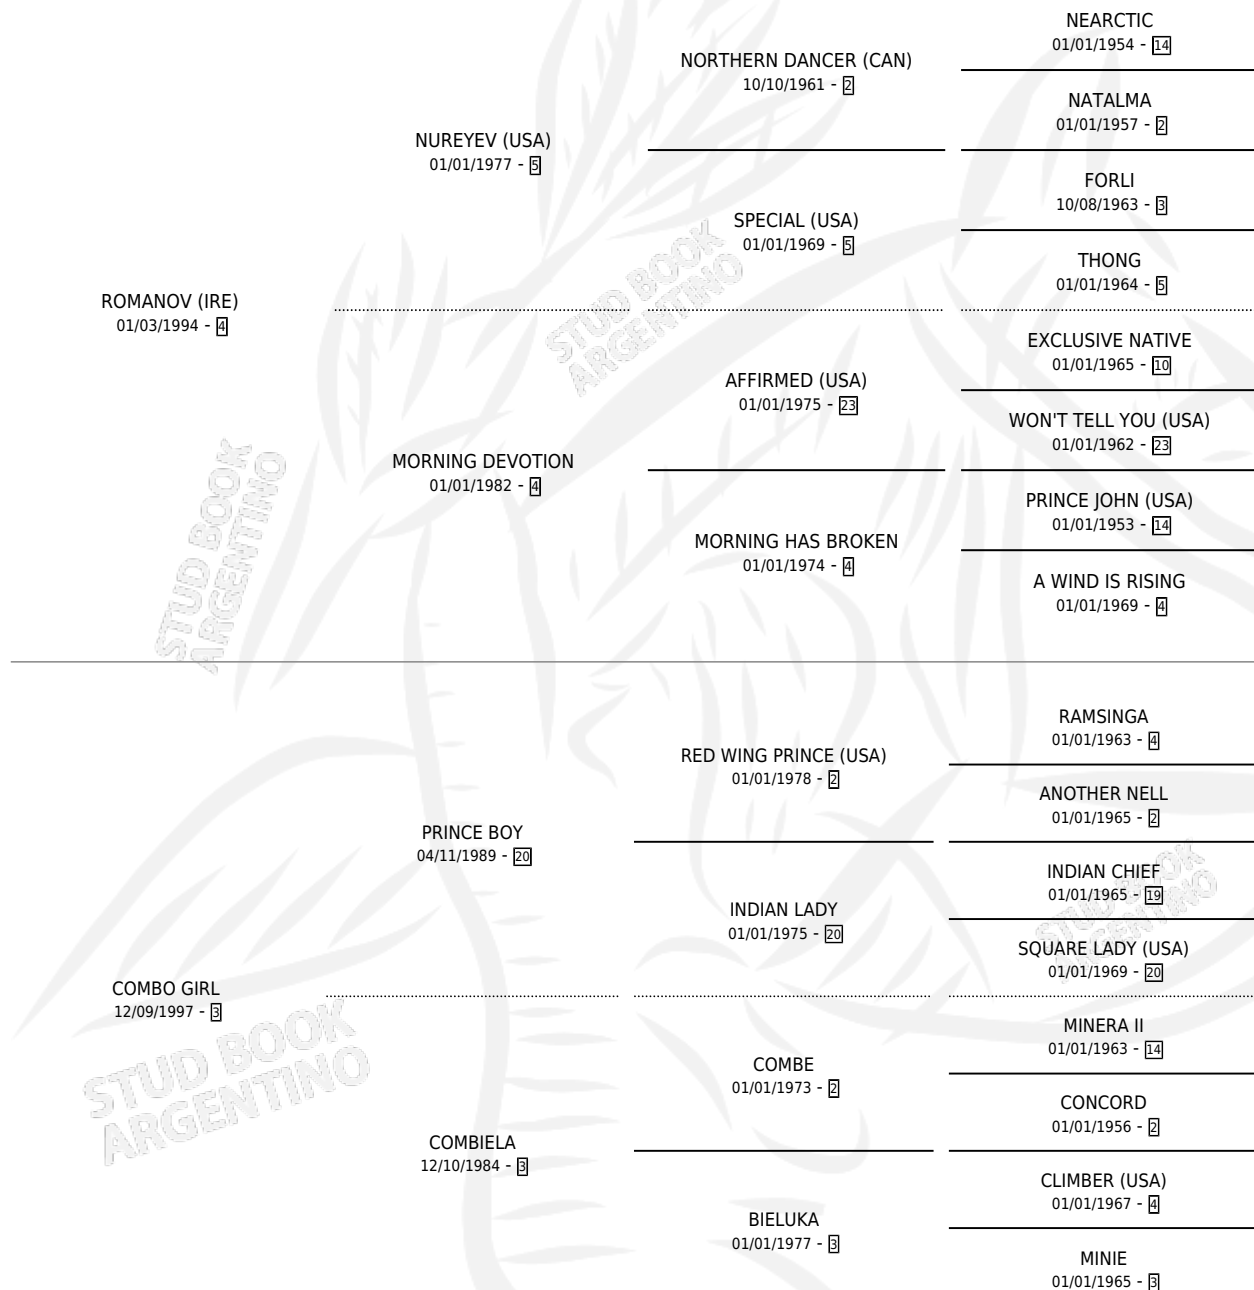 NEARCTIC
01/01/1954 - 14
NORTHERN DANCER (CAN)
10/10/1961 - 2
NATALMA
01/01/1957 - 2
NUREYEV (USA)
01/01/1977 - 5
FORLI
10/08/1963 - 3
SPECIAL (USA)
01/01/1969 - 5
THONG
01/01/1964 - 5
ROMANOV (IRE)
01/03/1994 - 4
STUD BOOK
ARGENTINO
EXCLUSIVE NATIVE
01/01/1965 - 10
AFFIRMED (USA)
01/01/1975 - 23
WON'T TELL YOU (USA)
01/01/1962 - 23
MORNING DEVOTION
01/01/1982 - 4
PRINCE JOHN (USA)
01/01/1953 - 14
MORNING HAS BROKEN
01/01/1974 - 4
A WIND IS RISING
01/01/1969 - 4
STUD BOOK
ARGENTINO
RAMSINGA
01/01/1963 - 4
RED WING PRINCE (USA)
01/01/1978 - 2
ANOTHER NELL
01/01/1965 - 2
PRINCE BOY
04/11/1989 - 20
INDIAN CHIEF
01/01/1965 - 19
INDIAN LADY
01/01/1975 - 20
STUD BOOK
ARGENTINO
SQUARE LADY (USA)
01/01/1969 - 20
COMBO GIRL
12/09/1997 - 3
STUD BOOK
ARGENTINO
MINERA II
01/01/1963 - 14
COMBE
01/01/1973 - 2
CONCORD
01/01/1956 - 2
COMBIELA
12/10/1984 - 3
CLIMBER (USA)
01/01/1967 - 4
BIELUKA
01/01/1977 - 3
MINIE
01/01/1965 - 3